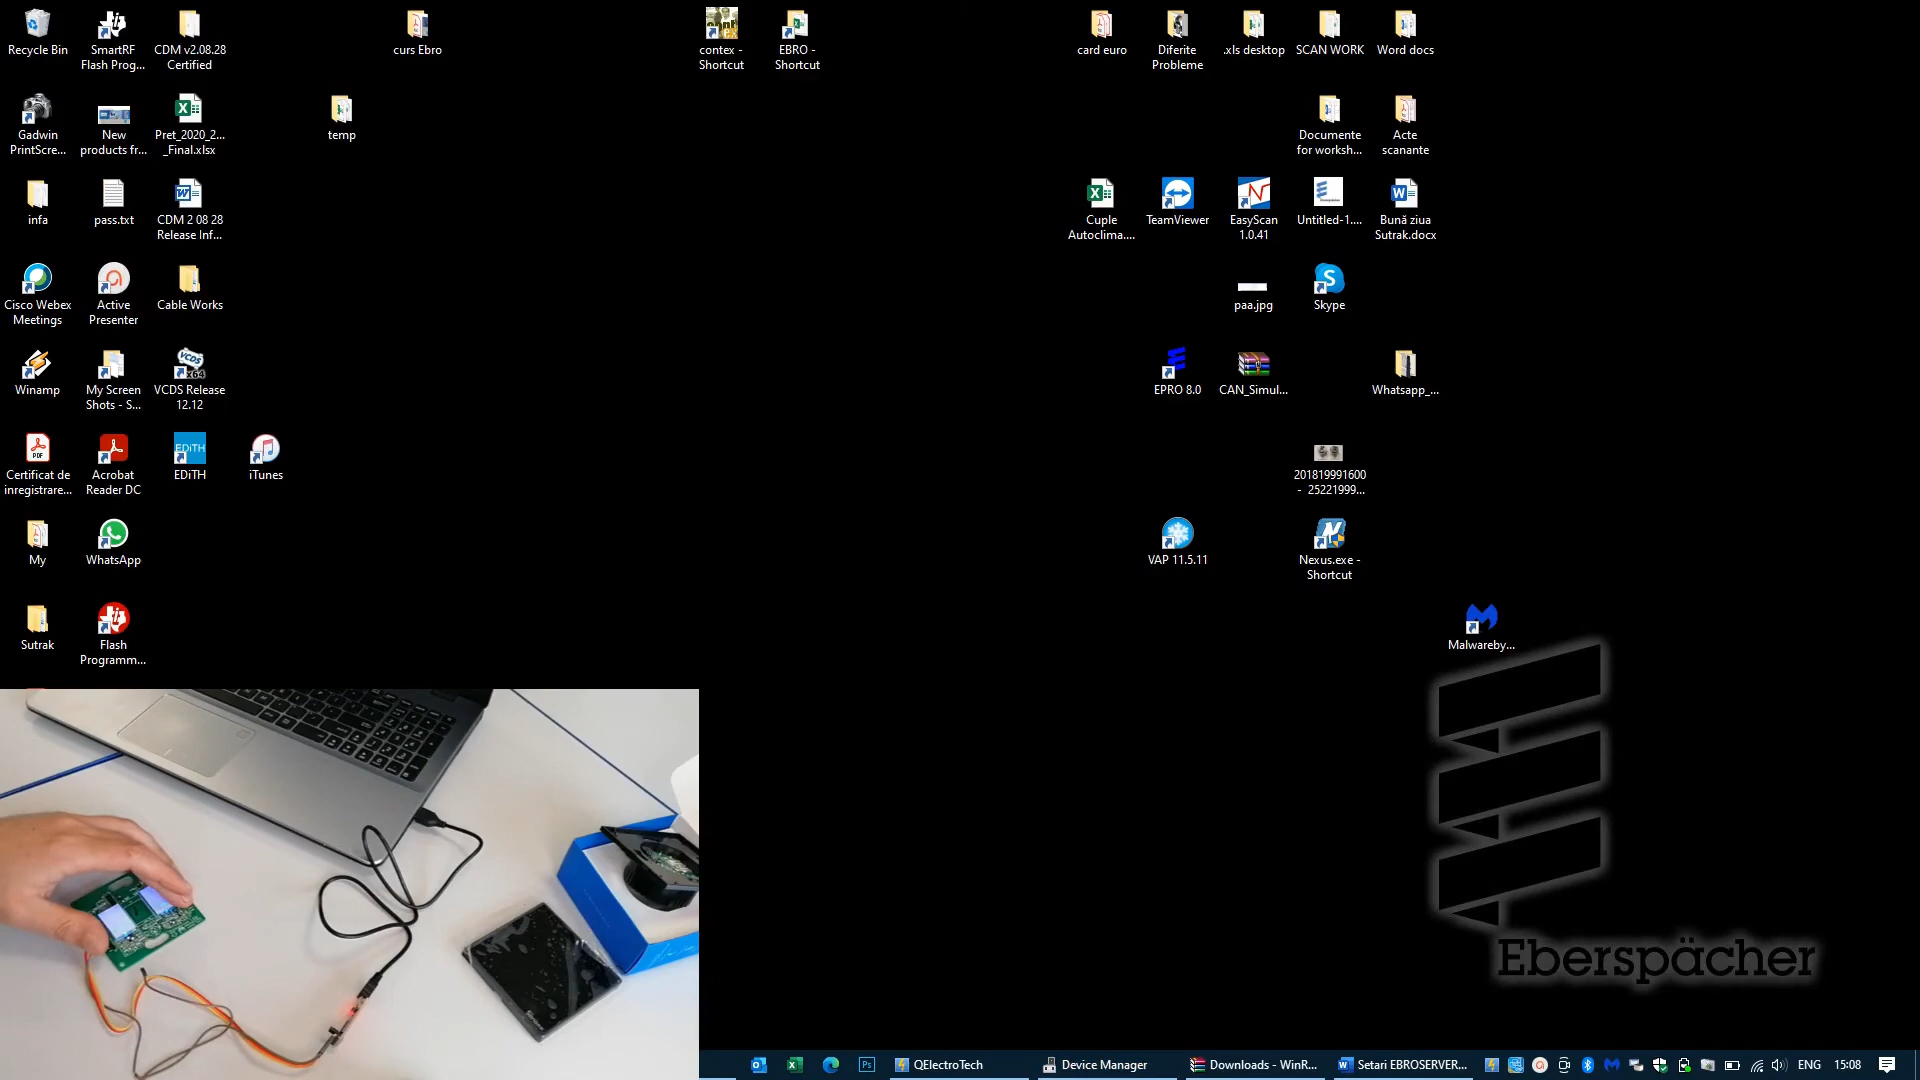 Recycle Bin
SmartRF
Flash Prog...
CDM v2.08.28
Certified
curs Ebro
contex -
Shortcut
EBRO -
Shortcut
card euro
Diferite
Probleme
.xls desktop
SCAN WORK
Word docs
Gadwin
PrintScre...
New
products fr...
Pret_2020_2...
_Final.xlsx
temp
Documente
for worksh...
Acte
scanante
infa
pass.txt
CDM 2 08 28
Release Inf...
Cuple
Autoclima....
TeamViewer
EasyScan
1.0.41
Untitled-1....
Bună ziua
Sutrak.docx
Cisco Webex
Meetings
Active
Presenter
Cable Works
paa.jpg
Skype
Winamp
My Screen
Shots - S...
VCDS
x64
VCDS Release
12.12
EPRO 8.0
CAN_Simul...
Whatsapp_...
PDF
Certificat de
inregistrare...
Acrobat
Reader DC
EDiTH
EDiTH
iTunes
201819991600
- 25221999...
My
WhatsApp
VAP 11.5.11
Nexus.exe -
Shortcut
Sutrak
Flash
Programm...
Malwareby...
Eberspächer
QElectroTech
Device Manager
Downloads - WinR...
Setari EBROSERVER...
ENG
15:08